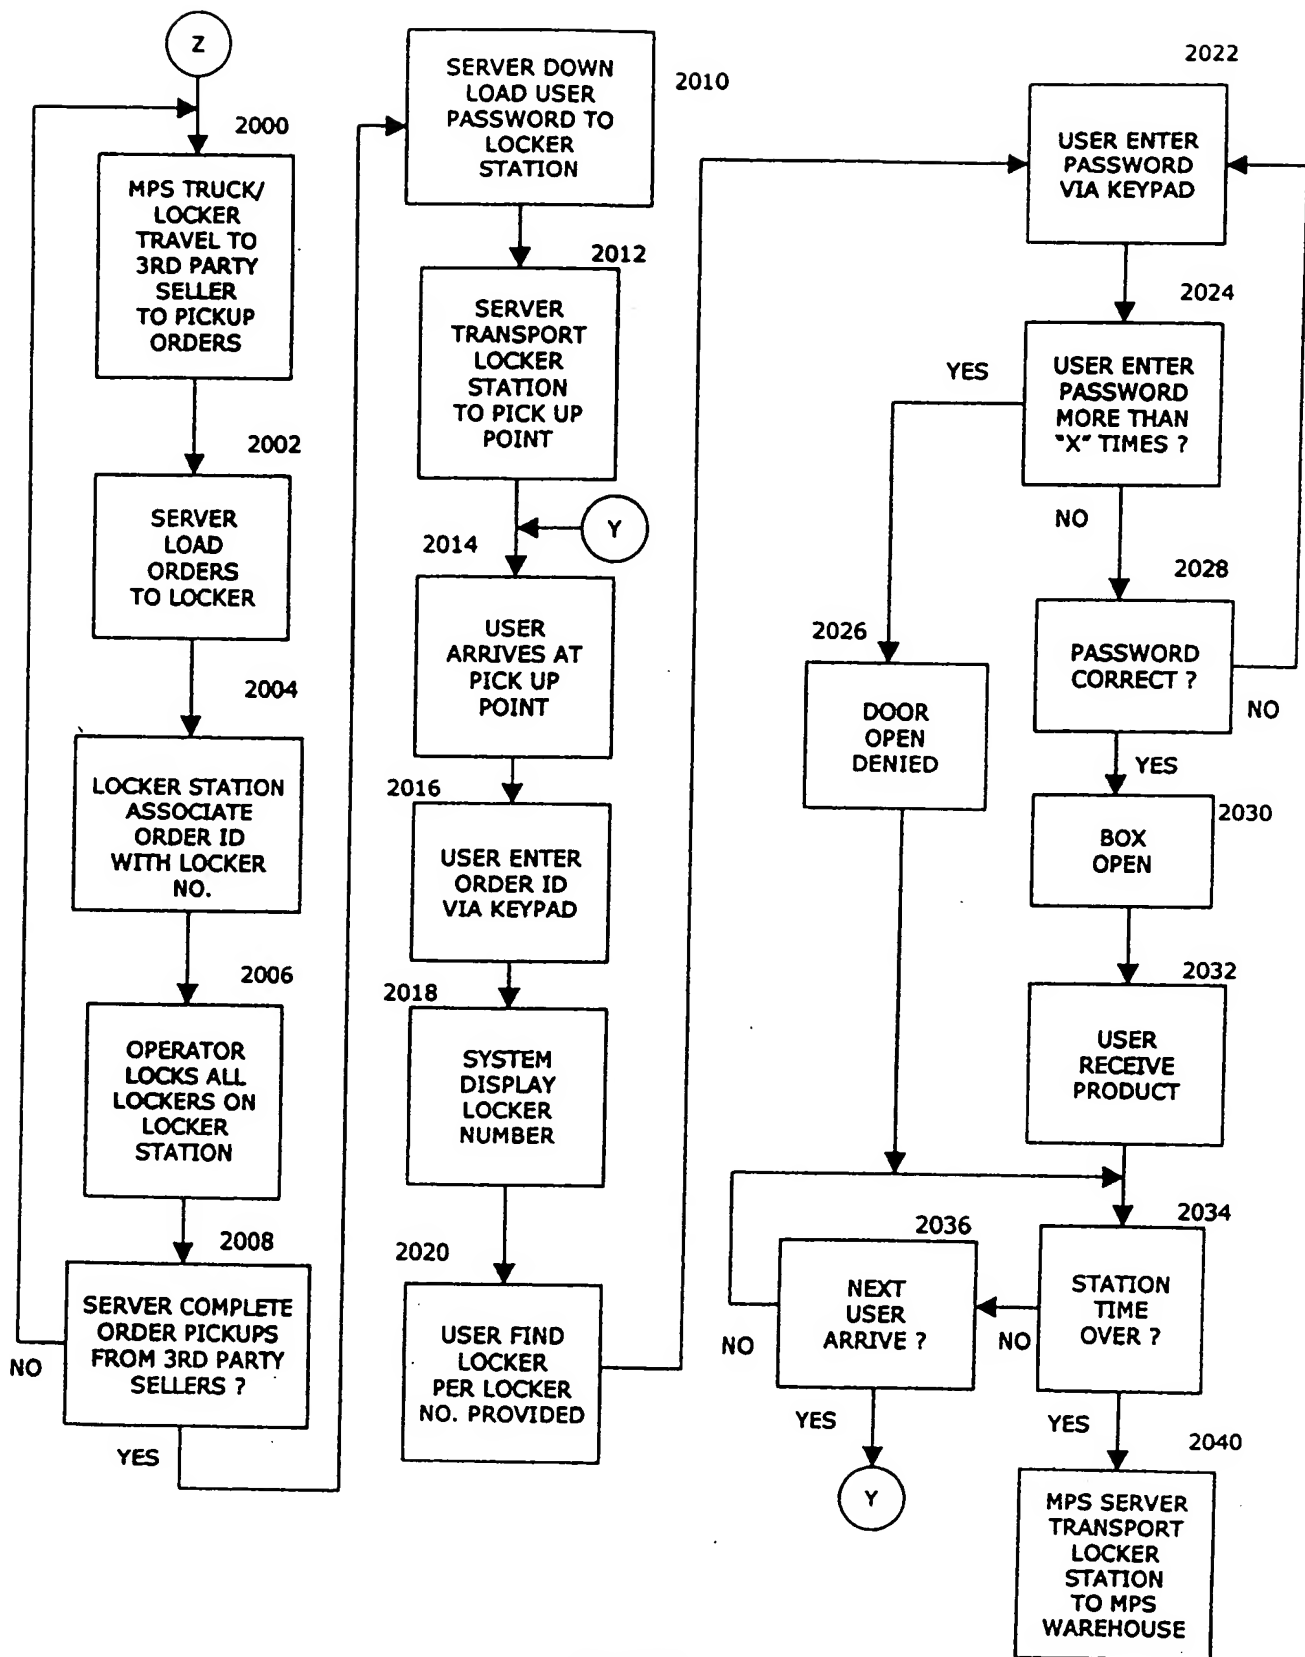 Z
2000
MPS TRUCK/
LOCKER
TRAVEL TO
3RD PARTY
SELLER
TO PICKUP
ORDERS
2002
SERVER
LOAD
ORDERS
TO LOCKER
2004
LOCKER STATION
ASSOCIATE
ORDER ID
WITH LOCKER
NO.
2006
OPERATOR
LOCKS ALL
LOCKERS ON
LOCKER
STATION
2008
SERVER COMPLETE
ORDER PICKUPS
FROM 3RD PARTY
SELLERS ?
NO
YES
2010
SERVER DOWN
LOAD USER
PASSWORD TO
LOCKER
STATION
2012
SERVER
TRANSPORT
LOCKER
STATION
TO PICK UP
POINT
Y
2014
USER
ARRIVES AT
PICK UP
POINT
2016
USER ENTER
ORDER ID
VIA KEYPAD
2018
SYSTEM
DISPLAY
LOCKER
NUMBER
2020
USER FIND
LOCKER
PER LOCKER
NO. PROVIDED
2022
USER ENTER
PASSWORD
VIA KEYPAD
2024
USER ENTER
PASSWORD
MORE THAN
"X" TIMES ?
YES
NO
2026
DOOR
OPEN
DENIED
2028
PASSWORD
CORRECT ?
NO
YES
2030
BOX
OPEN
2032
USER
RECEIVE
PRODUCT
2034
STATION
TIME
OVER ?
NO
YES
2036
NEXT
USER
ARRIVE ?
NO
YES
Y
2040
MPS SERVER
TRANSPORT
LOCKER
STATION
TO MPS
WAREHOUSE